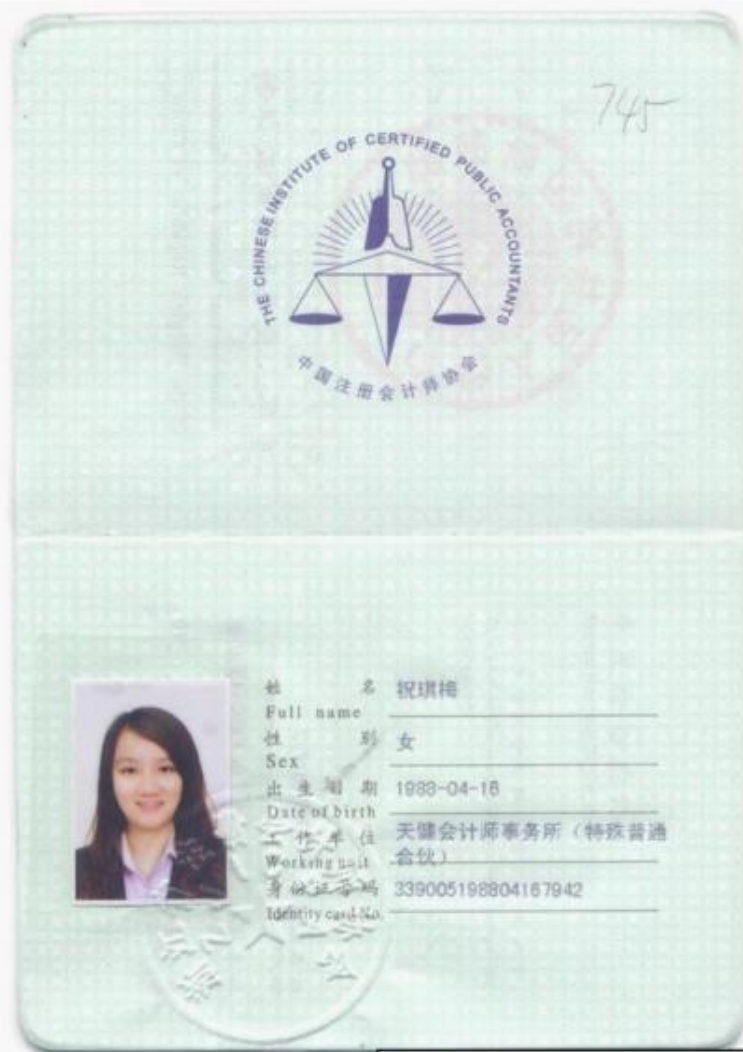 745
THE CHINESE INSTITUTE OF CERTIFIED PUBLIC ACCOUNTANTS
中国注册会计师协会
姓 名 祝琪梅
Full name
性 别 女
Sex
出生日期 1988-04-16
Date of birth
工作单位 天健会计师事务所（特殊普通
Working unit 合伙）
身份证号码 339005198804167942
Identity card No.